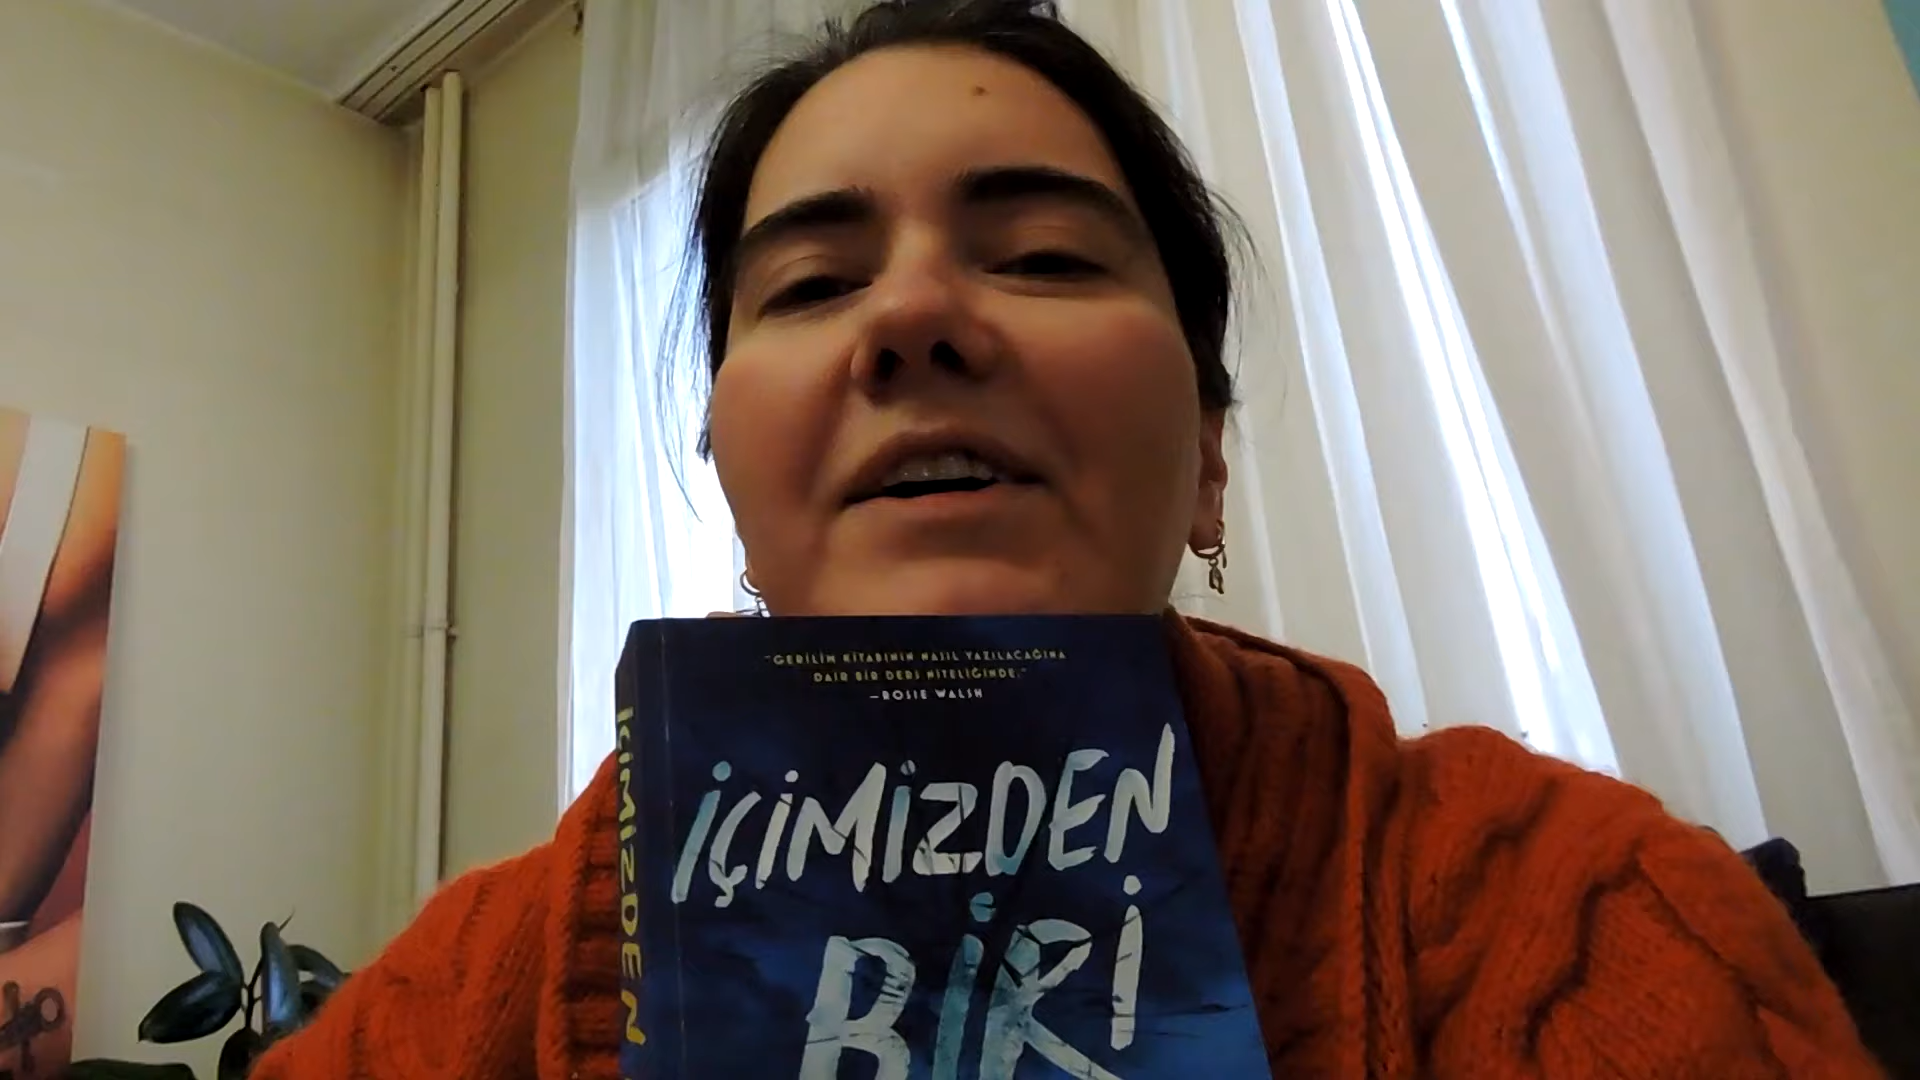 "GERİLİM KİTABININ NASIL YAZILACAĞINA
DAİR BİR DERS NİTELİĞİNDE."
—ROSIE WALSH
İÇİMİZDEN
BİRİ
İÇİMİZDEN